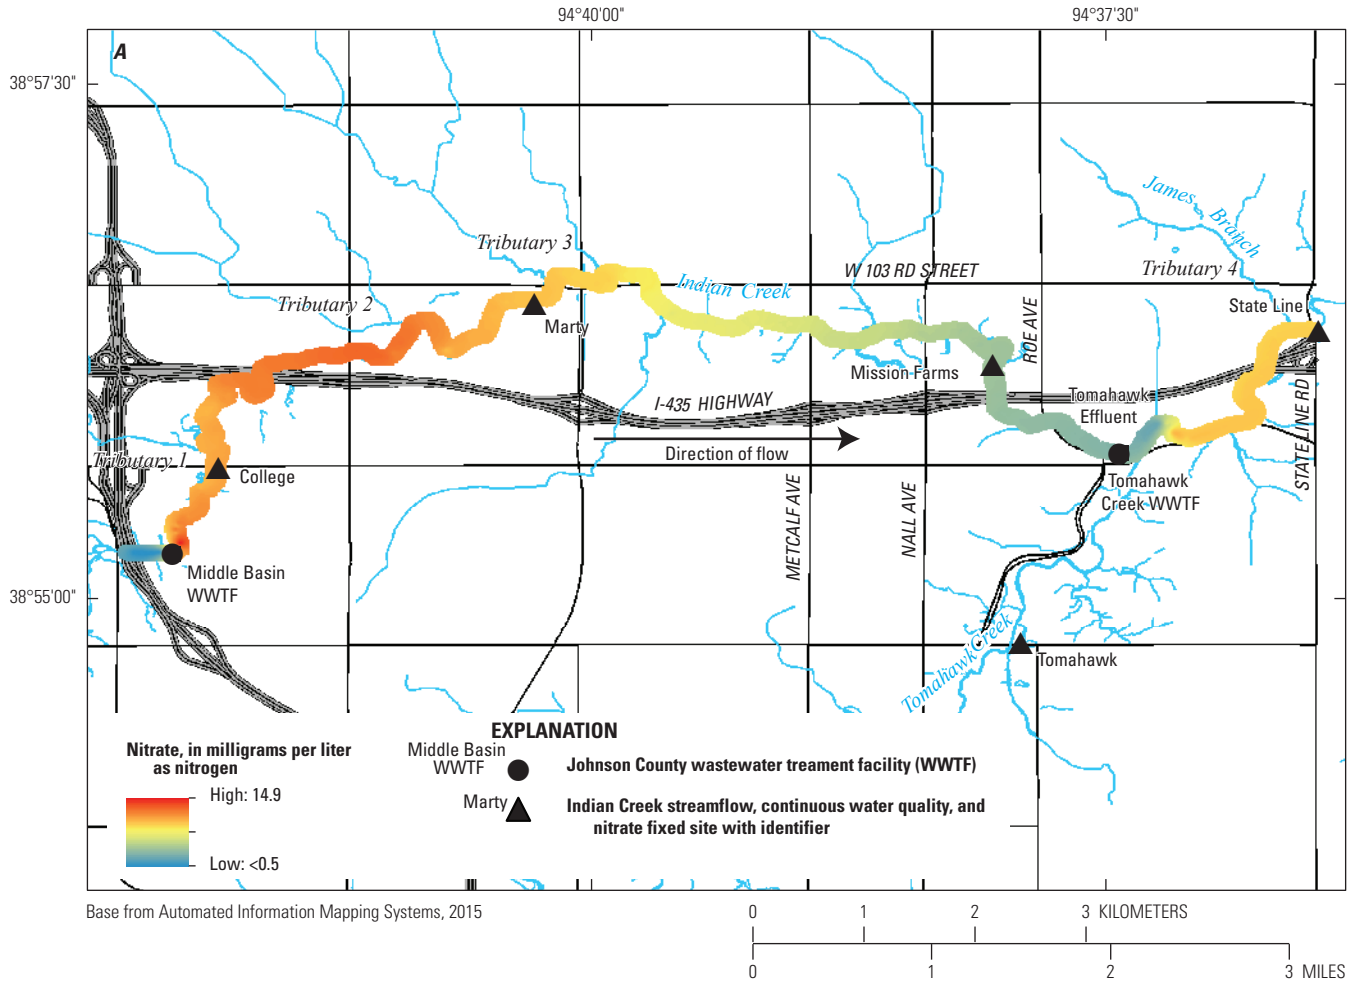 94°40'00"
94°37'30"
A
38°57'30"
James Branch
Tributary 3
Tributary 4
W 103 RD STREET
Indian Creek
Tributary 2
State Line
Marty
ROE AVE
Mission Farms
Tomahawk
Effluent
I-435 HIGHWAY
Direction of flow
STATE LINE RD
Tributary 1
College
Tomahawk
Creek WWTF
METCALF AVE
NALL AVE
Middle Basin
WWTF
38°55'00"
Tomahawk Creek
Tomahawk
EXPLANATION
Nitrate, in milligrams per liter
as nitrogen
High: 14.9
Low: <0.5
Middle Basin
WWTF
Johnson County wastewater treament facility (WWTF)
Marty
Indian Creek streamflow, continuous water quality, and
nitrate fixed site with identifier
Base from Automated Information Mapping Systems, 2015
0 1 2 3 KILOMETERS
0 1 2 3 MILES